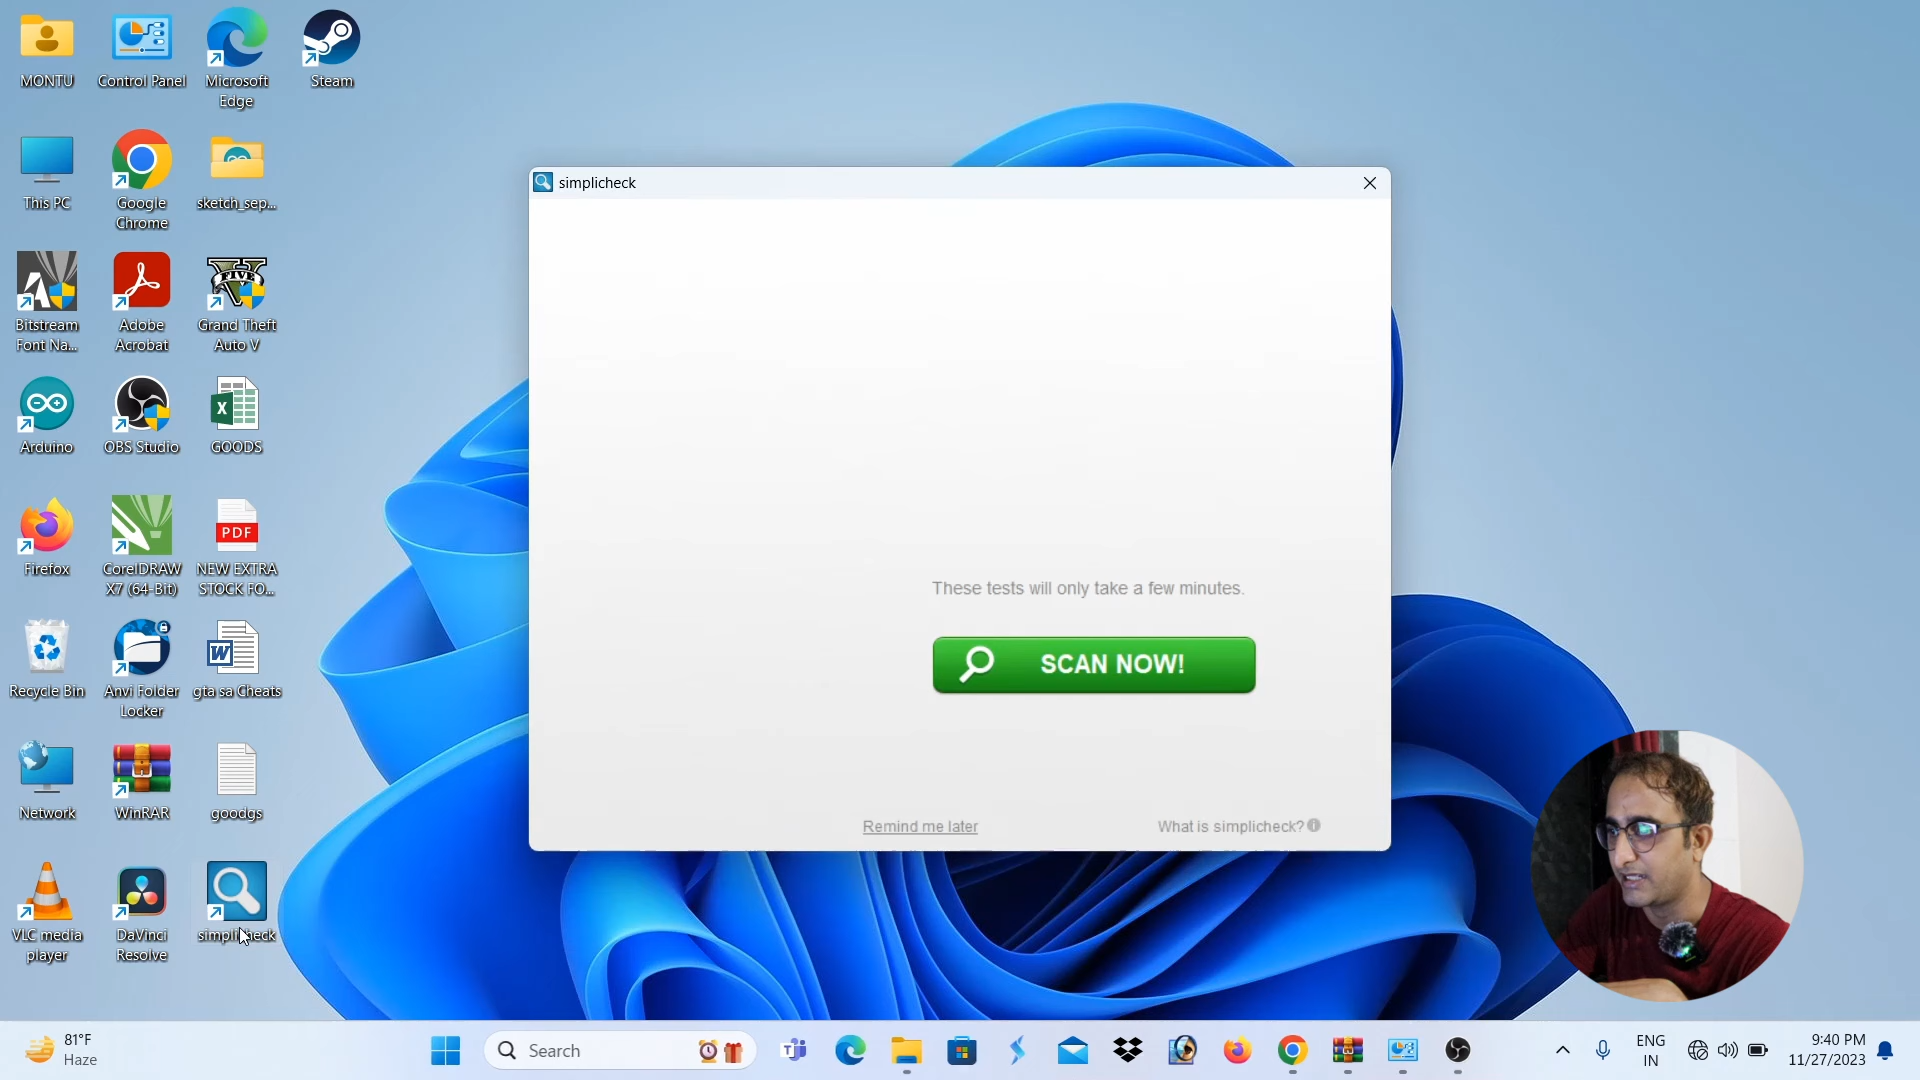 MONTU
Control Panel
Microsoft
Edge
Steam
This PC
Google
Chrome
sketch_sep...
Bitstream
Font Na...
Adobe
Acrobat
FIVE
Grand Theft
Auto V
Arduino
OBS Studio
GOODS
Firefox
CorelDRAW
X7 (64-Bit)
PDF
NEW EXTRA
STOCK FO...
Recycle Bin
Anvi Folder
Locker
gta sa Cheats
Network
WinRAR
goodgs
VLC media
player
DaVinci
Resolve
simplicheck
simplicheck
These tests will only take a few minutes.
SCAN NOW!
Remind me later
What is simplicheck?
81°F
Haze
Search
ENG
IN
9:40 PM
11/27/2023